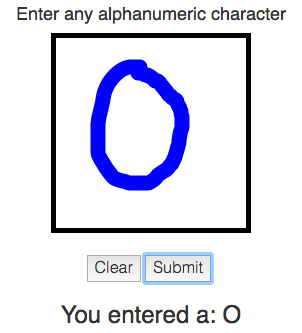 Enter any alphanumeric character
O
Clear Submit
You entered a: O